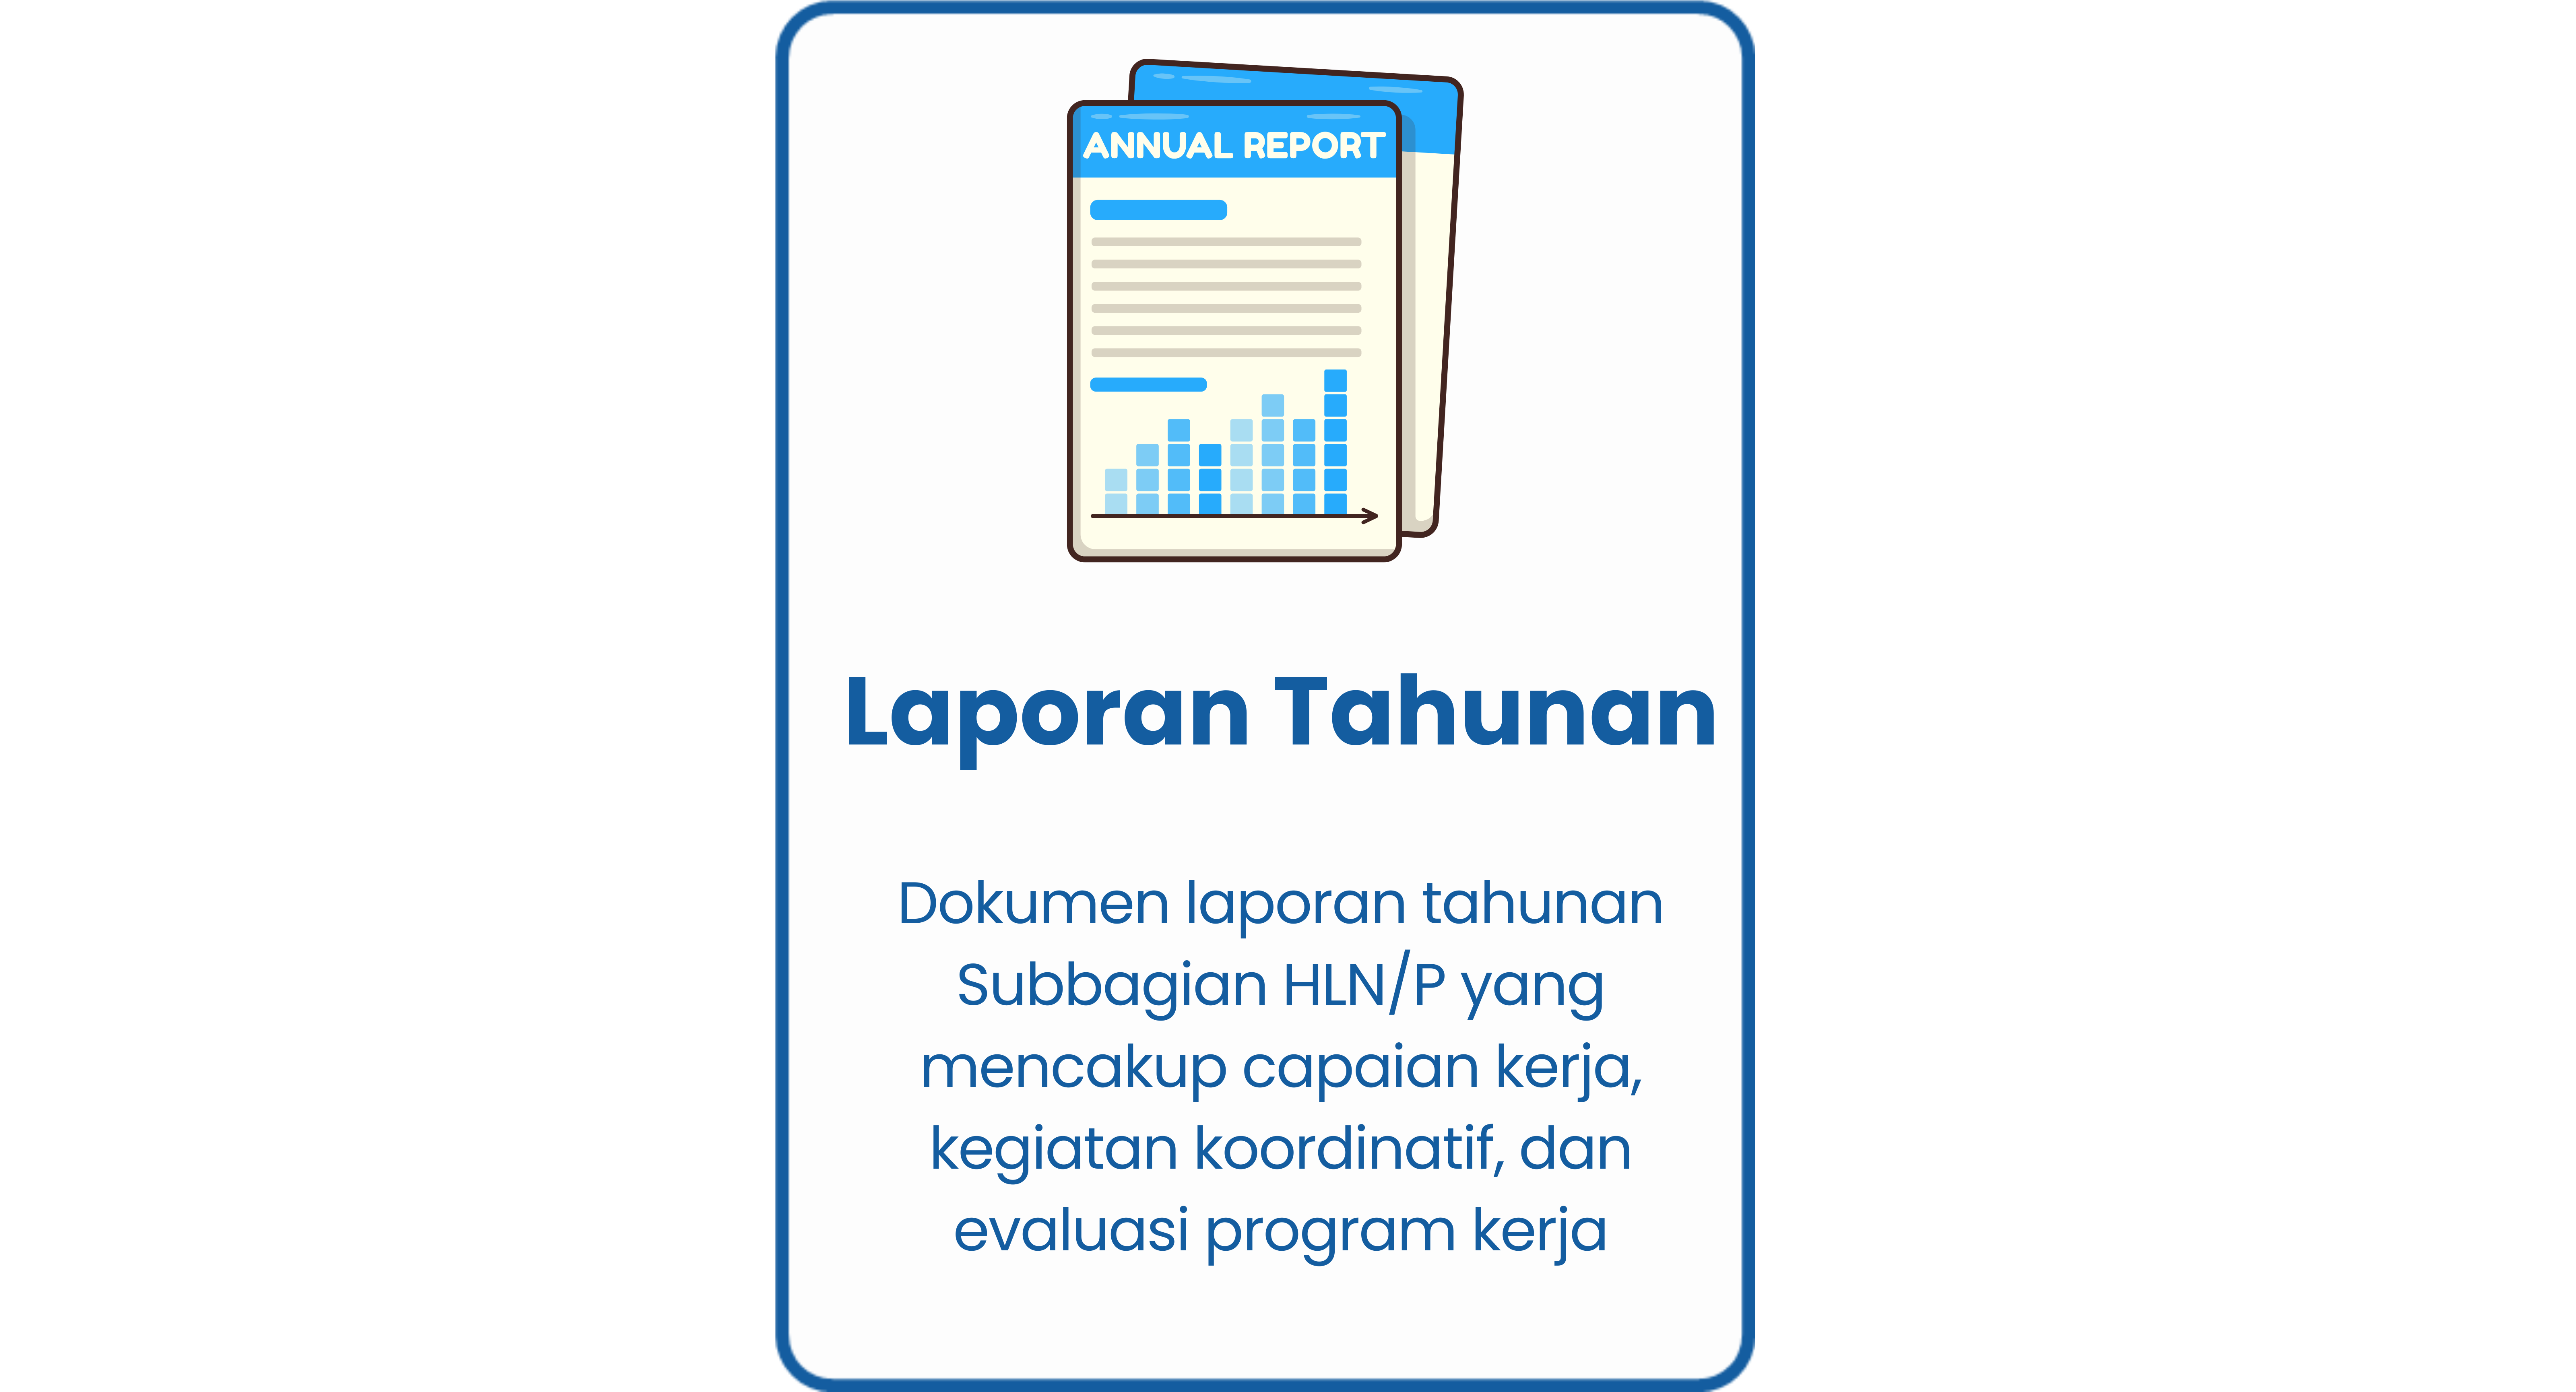 ANNUAL REPORT
Laporan Tahunan
Dokumen laporan tahunan
Subbagian HLN/P yang
mencakup capaian kerja,
kegiatan koordinatif, dan
evaluasi program kerja